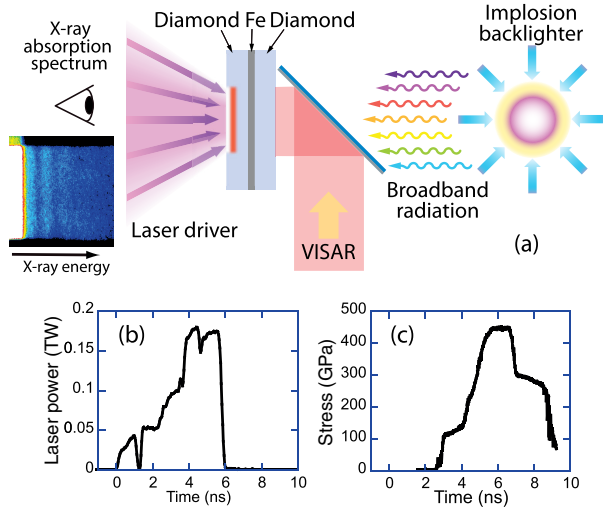 Diamond Fe Diamond
Implosion
backlighter
X-ray
absorption
spectrum
Laser driver
X-ray energy
VISAR
Broadband
radiation
(a)
(b)
Laser power (TW)
0.2
0.15
0.1
0.05
0
0 2 4 6 8 10
Time (ns)
(c)
Stress (GPa)
500
400
300
200
100
0
0 2 4 6 8 10
Time (ns)